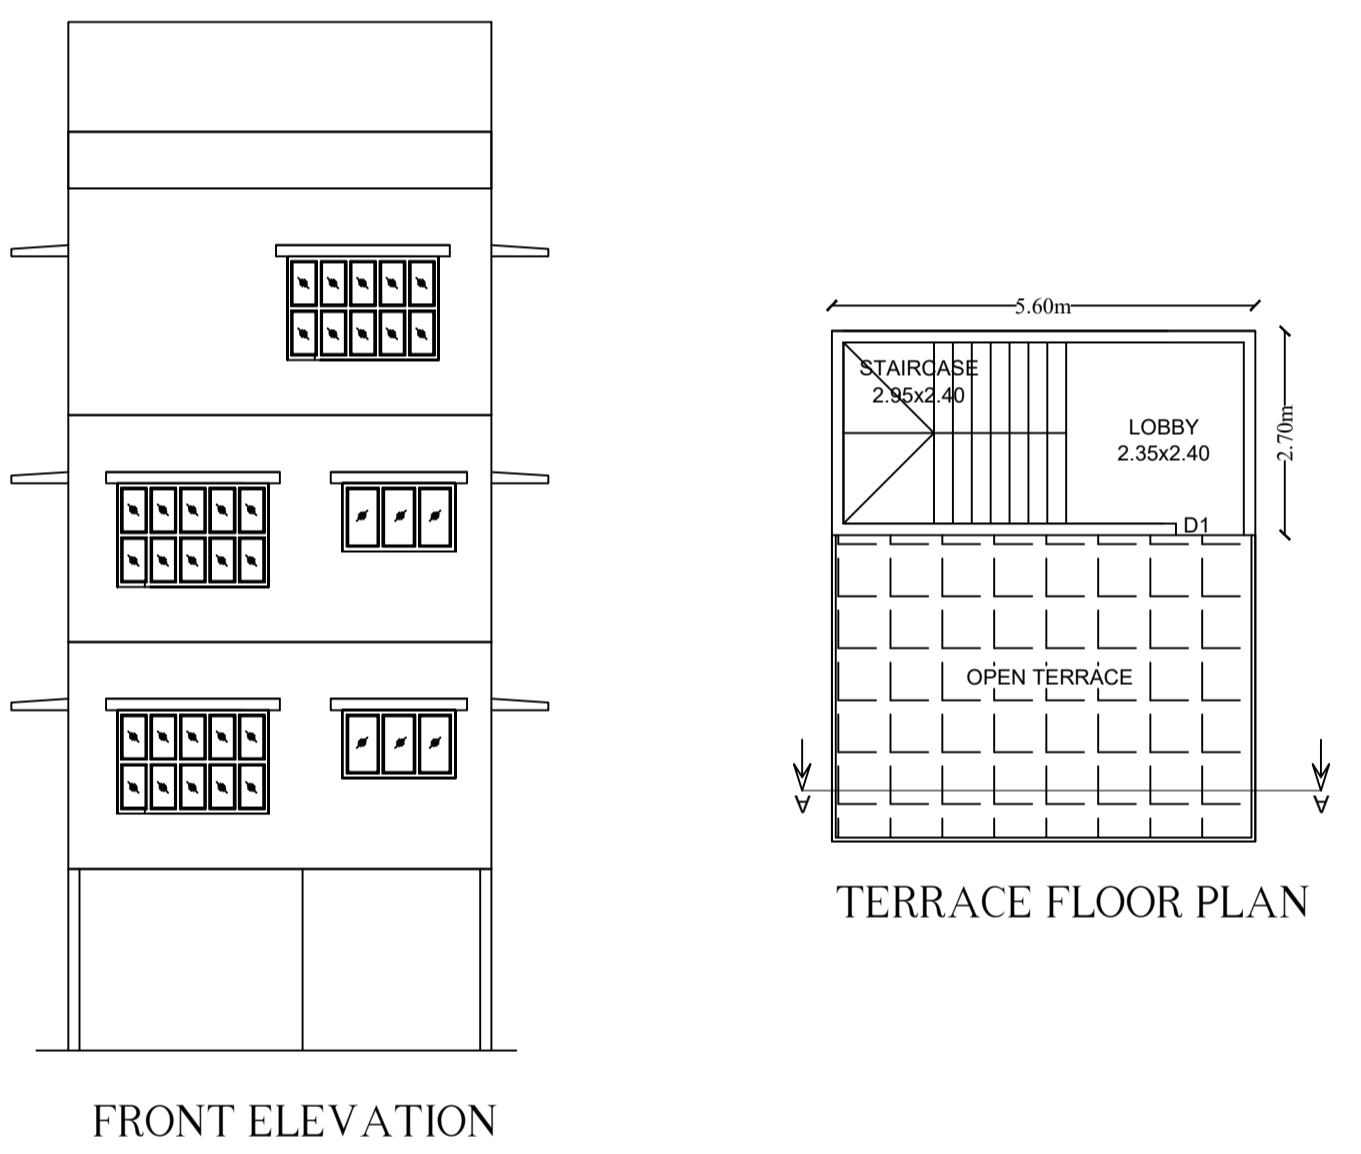 5.60m
STAIRCASE
2.95x2.40
LOBBY
2.35x2.40
2.70m
D1
OPEN TERRACE
A
A
TERRACE FLOOR PLAN
FRONT ELEVATION